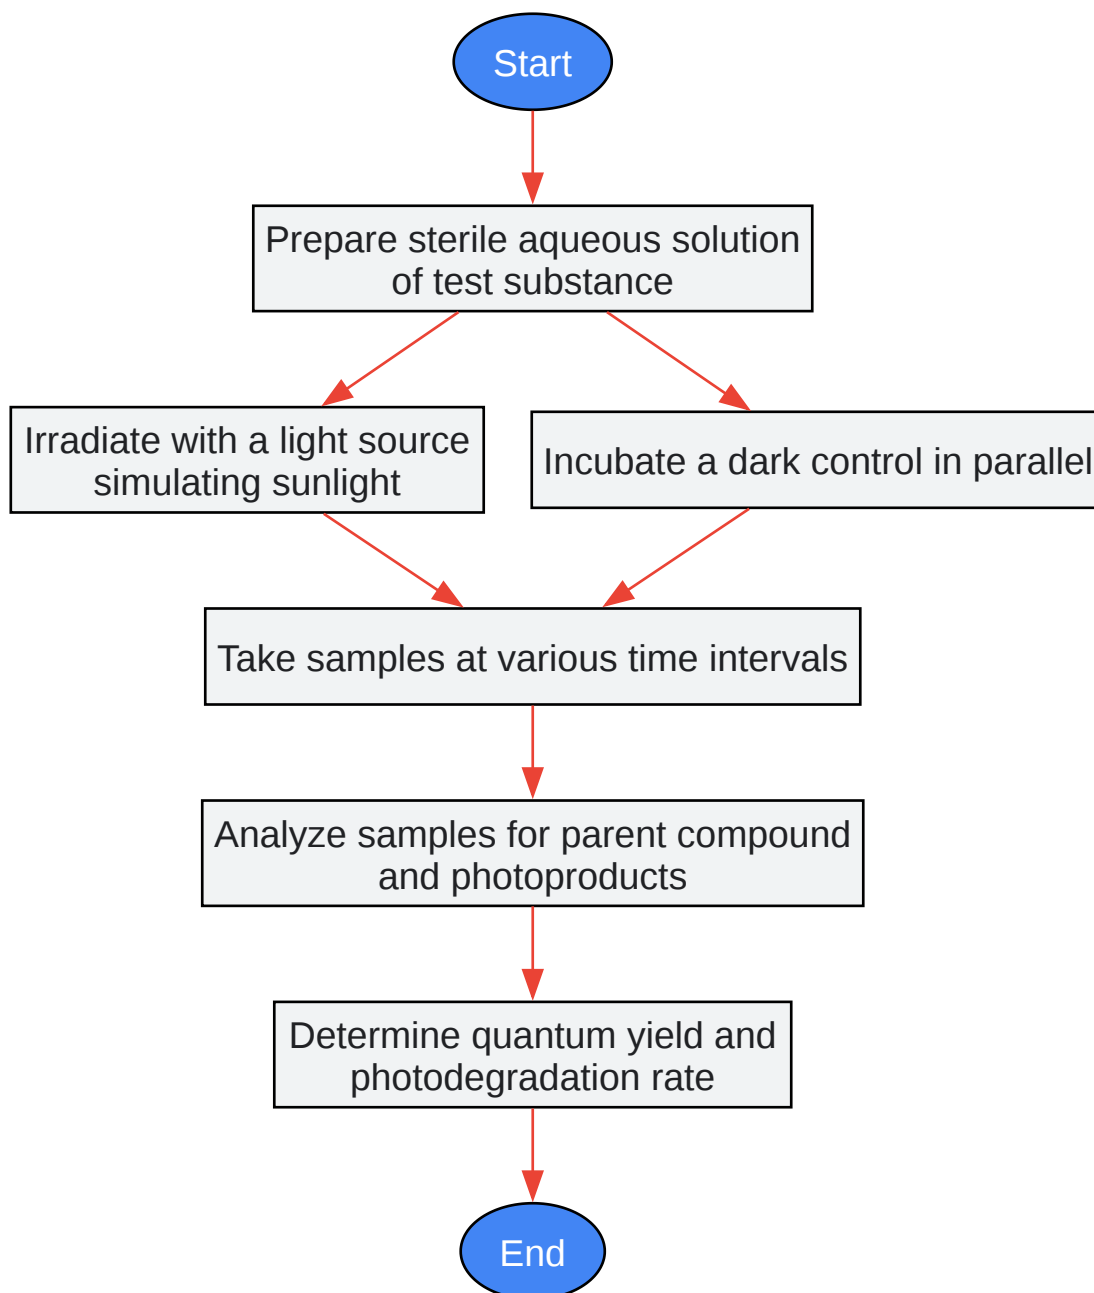 Start
Prepare sterile aqueous solution
of test substance
Irradiate with a light source
simulating sunlight
Incubate a dark control in parallel
Take samples at various time intervals
Analyze samples for parent compound
and photoproducts
Determine quantum yield and
photodegradation rate
End